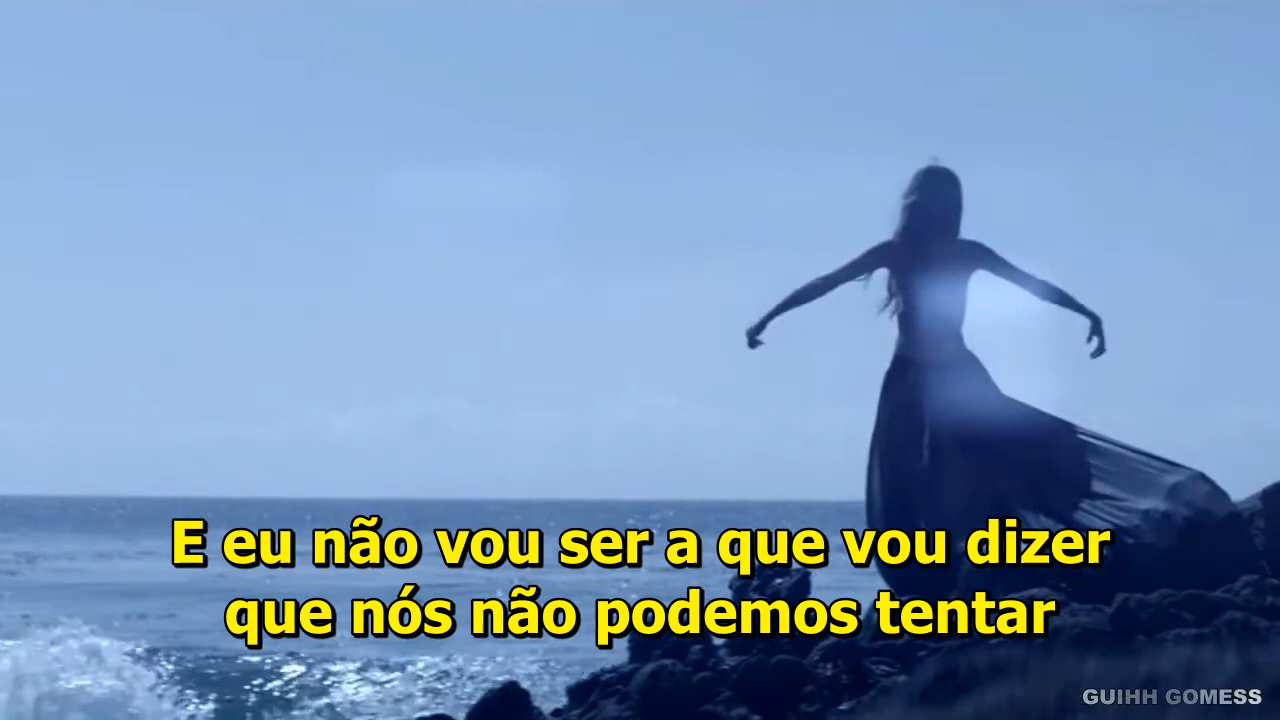 E eu não vou ser a que vou dizer
que nós não podemos tentar
GUIHH GOMESS